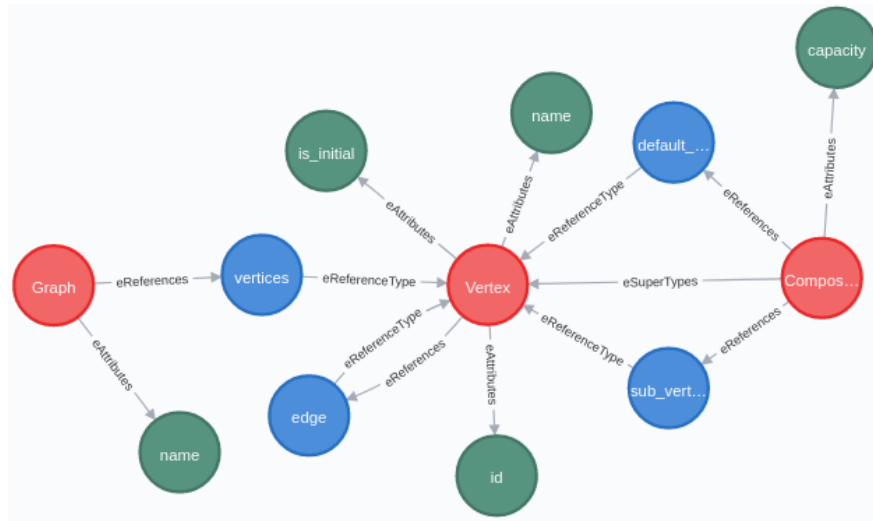 capacity
name
default_...
is_initial
eAttributes
eAttributes
eAttributes
eReferenceType
eReferences
Graph
eReferences
vertices
eReferenceType
Vertex
eSuperTypes
Compos...
eReferenceType
eReferences
eAttributes
eReferenceType
eReferences
eAttributes
edge
sub_vert...
name
id